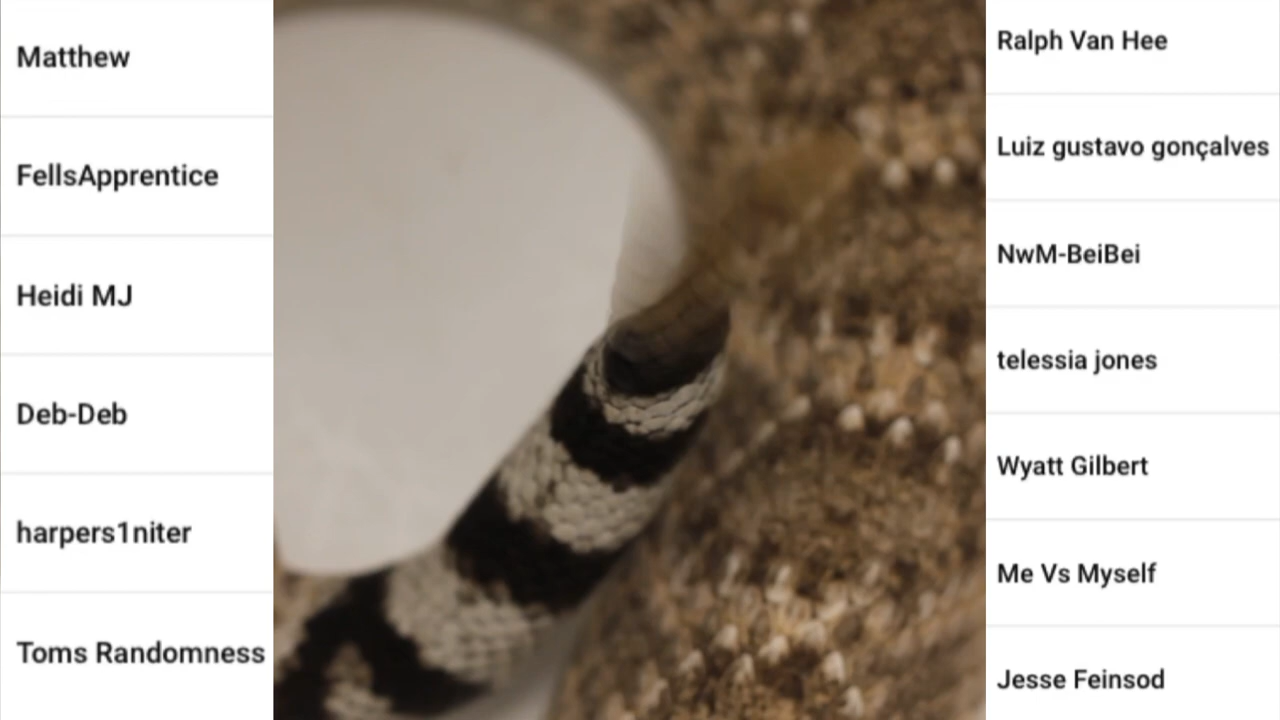 Matthew
FellsApprentice
Heidi MJ
Deb-Deb
harpers1niter
Toms Randomness
Ralph Van Hee
Luiz gustavo gonçalves
NwM-BeiBei
telessia jones
Wyatt Gilbert
Me Vs Myself
Jesse Feinsod